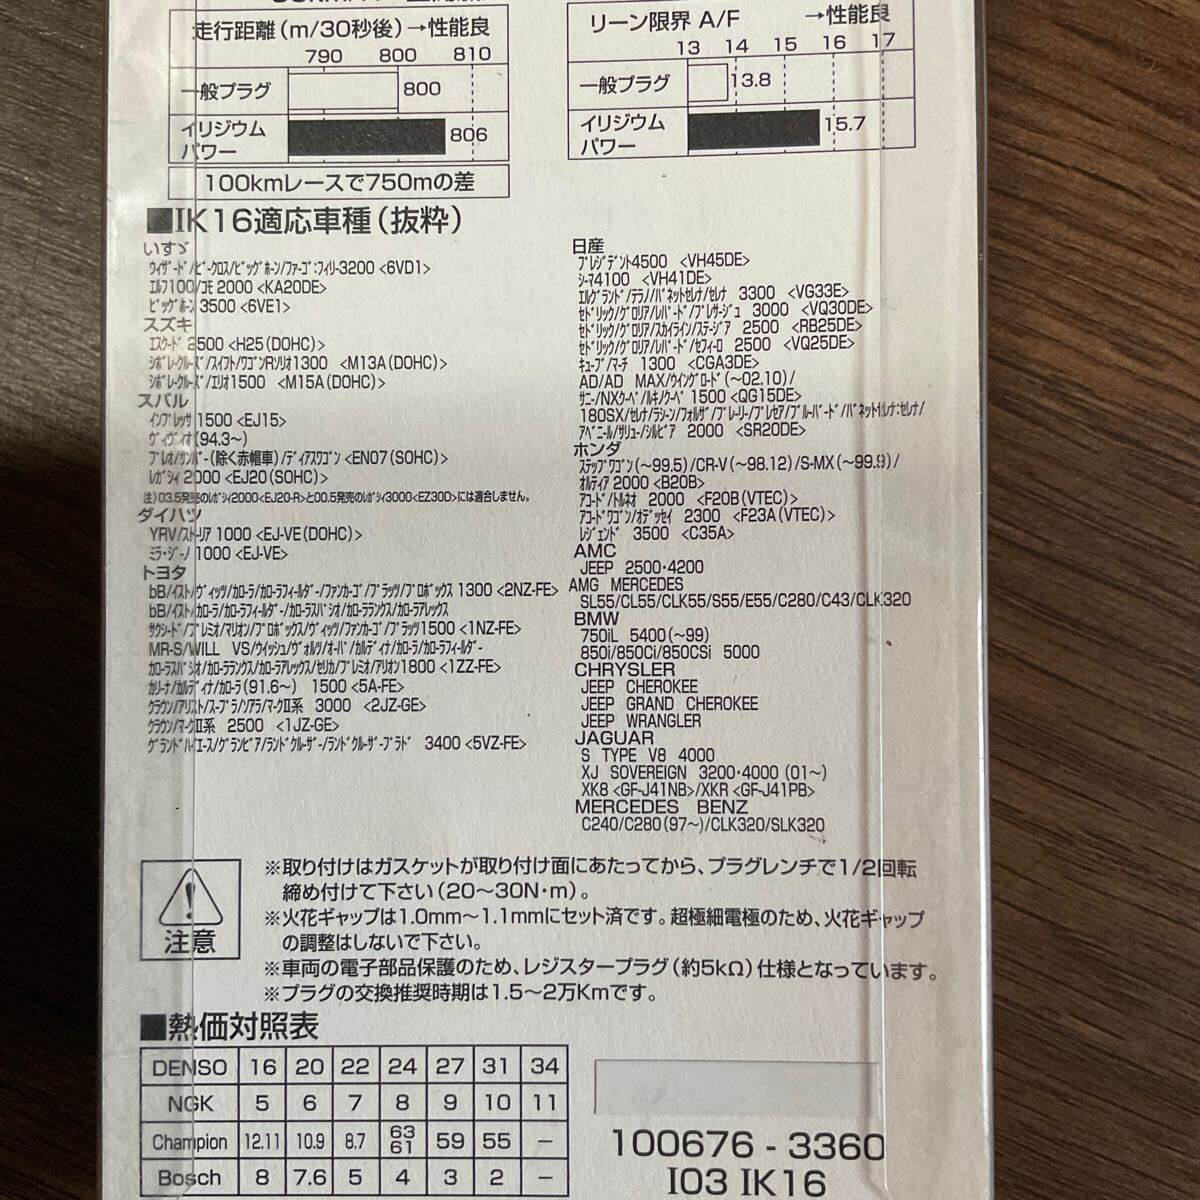 走行距離(m/30秒後)→性能良
790 800 810
一般プラグ 800
イリジウムパワー 806
100kmレースで750mの差
リーン限界 A/F →性能良
13 14 15 16 17
一般プラグ 13.8
イリジウムパワー 15.7
■IK16適応車種(抜粋)
いすゞ
ウィザード/ビークロス/ビッグホーン/ファーゴ:フィリー3200 <6VD1>
エルフ100/コモ 2000 <KA20DE>
ビッグホーン 3500 <6VE1>
スズキ
エスクード 2500 <H25(DOHC)>
シボレークルーズ/スイフト/ワゴンRソリオ1300 <M13A(DOHC)>
シボレークルーズ/エリオ1500 <M15A(DOHC)>
スバル
インプレッサ 1500 <EJ15>
ヴィヴィオ(94.3〜)
プレオ/サンバー(除く赤帽車)/ディアスワゴン <EN07(SOHC)>
レガシィ 2000 <EJ20(SOHC)>
注)03.5発売のレガシィ2000<EJ20-R>と00.5発売のレガシィ3000<EZ30D>には適合しません。
ダイハツ
YRV/ストーリア 1000 <EJ-VE(DOHC)>
ミラ・ジーノ 1000 <EJ-VE>
トヨタ
bB/イスト/ヴィッツ/カローラ/カローラフィールダー/ファンカーゴ/プラッツ/プロボックス 1300 <2NZ-FE>
bB/イスト/カローラ/カローラフィールダー/カローラスパシオ/カローラランクス/カローラアレックス
サクシード/プレミオ/マリオン/プロボックス/ヴィッツ/ファンカーゴ/プラッツ1500 <1NZ-FE>
MR-S/WILL VS/ウィッシュ/ヴォルツ/オーパ/カルディナ/カローラ/カローラフィールダー
カローラスパシオ/カローラランクス/カローラアレックス/セリカ/プレミオ/アリオン1800 <1ZZ-FE>
カリーナ/カルディナ/カローラ(91.6〜) 1500 <5A-FE>
クラウン/アリスト/スープラ/ソアラ/マークⅡ系 3000 <2JZ-GE>
クラウン/マークⅡ系 2500 <1JZ-GE>
グランドハイエース/グランビア/ランドクルーザー/ランドクルーザープラド 3400 <5VZ-FE>
日産
プレジデント4500 <VH45DE>
シーマ4100 <VH41DE>
エルグランド/テラノ/バネットセレナ/セレナ 3300 <VG33E>
セドリック/グロリア/レパード/プレサージュ 3000 <VQ30DE>
セドリック/グロリア/スカイライン/ステージア 2500 <RB25DE>
セドリック/グロリア/レパード/セフィーロ 2500 <VQ25DE>
キューブ/マーチ 1300 <CGA3DE>
AD/AD MAX/ウイングロード(〜02.10)/
サニー/NXクーペ/ルキノクーペ 1500 <QG15DE>
180SX/セレナ/ラシーン/フォルザ/プレーリー/プレセア/ブルーバード/バネットセレナ:セレナ/
アベニール/サリュー/シルビア 2000 <SR20DE>
ホンダ
ステップワゴン(〜99.5)/CR-V(〜98.12)/S-MX(〜99.9)/
オルティア 2000 <B20B>
アコード/トルネオ 2000 <F20B(VTEC)>
アコードワゴン/オデッセイ 2300 <F23A(VTEC)>
レジェンド 3500 <C35A>
AMC
JEEP 2500・4200
AMG MERCEDES
SL55/CL55/CLK55/S55/E55/C280/C43/CLK320
BMW
750iL 5400(〜99)
850i/850Ci/850CSi 5000
CHRYSLER
JEEP CHEROKEE
JEEP GRAND CHEROKEE
JEEP WRANGLER
JAGUAR
S TYPE V8 4000
XJ SOVEREIGN 3200・4000(01〜)
XK8 <GF-J41NB>/XKR <GF-J41PB>
MERCEDES BENZ
C240/C280(97〜)/CLK320/SLK320
注意
※取り付けはガスケットが取り付け面にあたってから、プラグレンチで1/2回転
締め付けて下さい(20〜30N・m)。
※火花ギャップは1.0mm〜1.1mmにセット済です。超極細電極のため、火花ギャップ
の調整はしないで下さい。
※車両の電子部品保護のため、レジスタープラグ(約5kΩ)仕様となっています。
※プラグの交換推奨時期は1.5〜2万Kmです。
■熱価対照表
DENSO 16 20 22 24 27 31 34
NGK 5 6 7 8 9 10 11
Champion 12.11 10.9 8.7 63 61 59 55 −
Bosch 8 7.6 5 4 3 2 −
100676 - 3360
I03 IK16